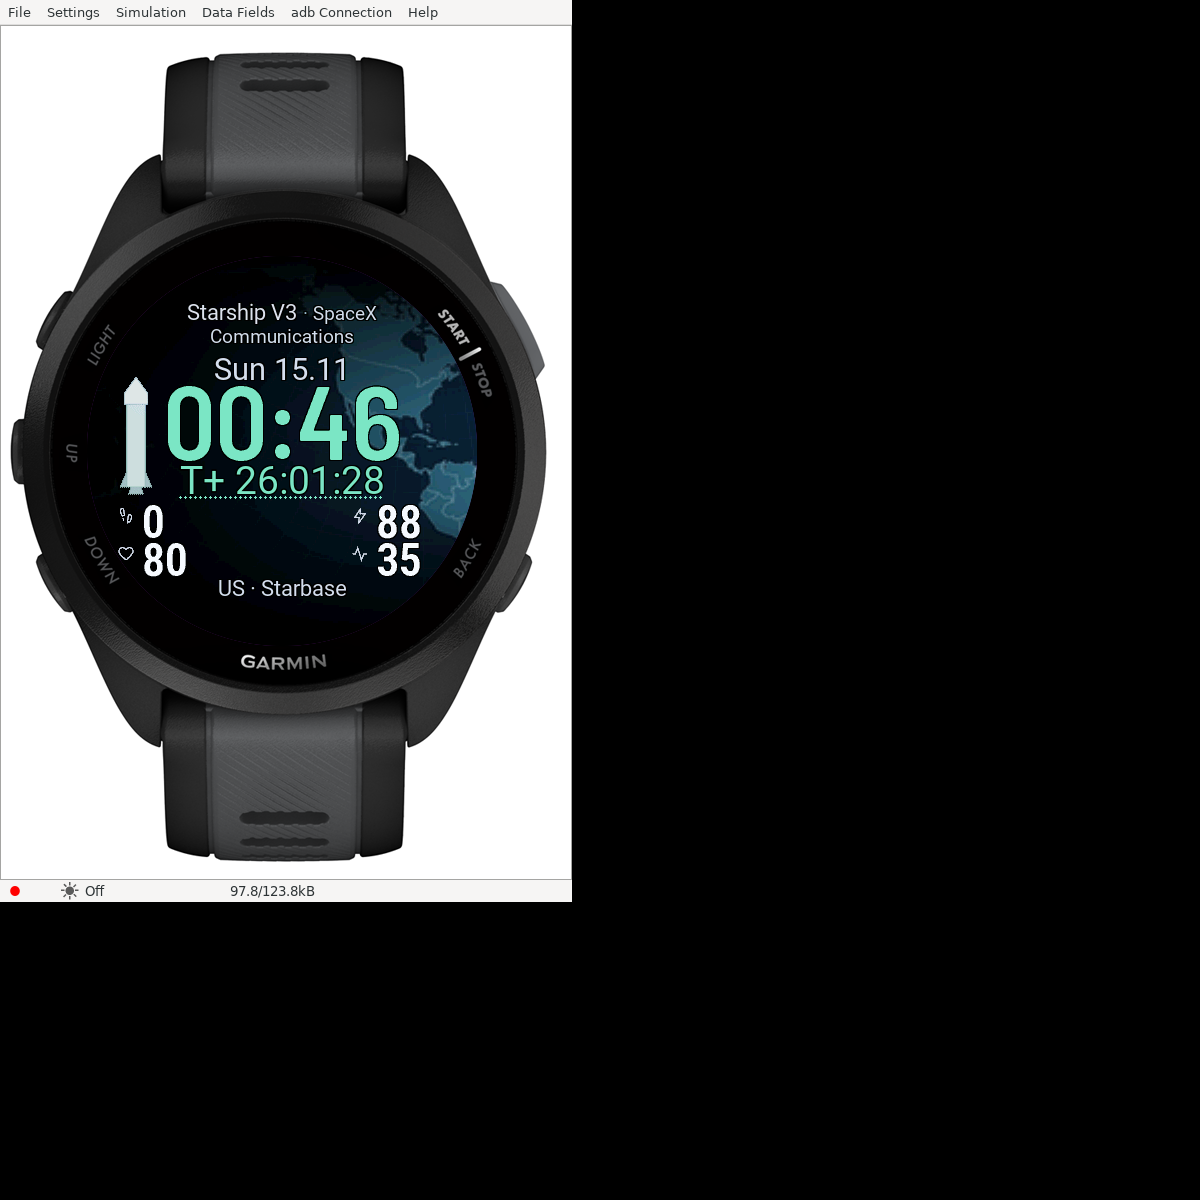 File Settings Simulation Data Fields adb Connection Help
Starship V3 · SpaceX
Communications
Sun 15.11
00:46
T+ 26:01:28
0 88
80 35
US · Starbase
LIGHT
UP
DOWN
START
STOP
BACK
GARMIN
Off 97.8/123.8kB